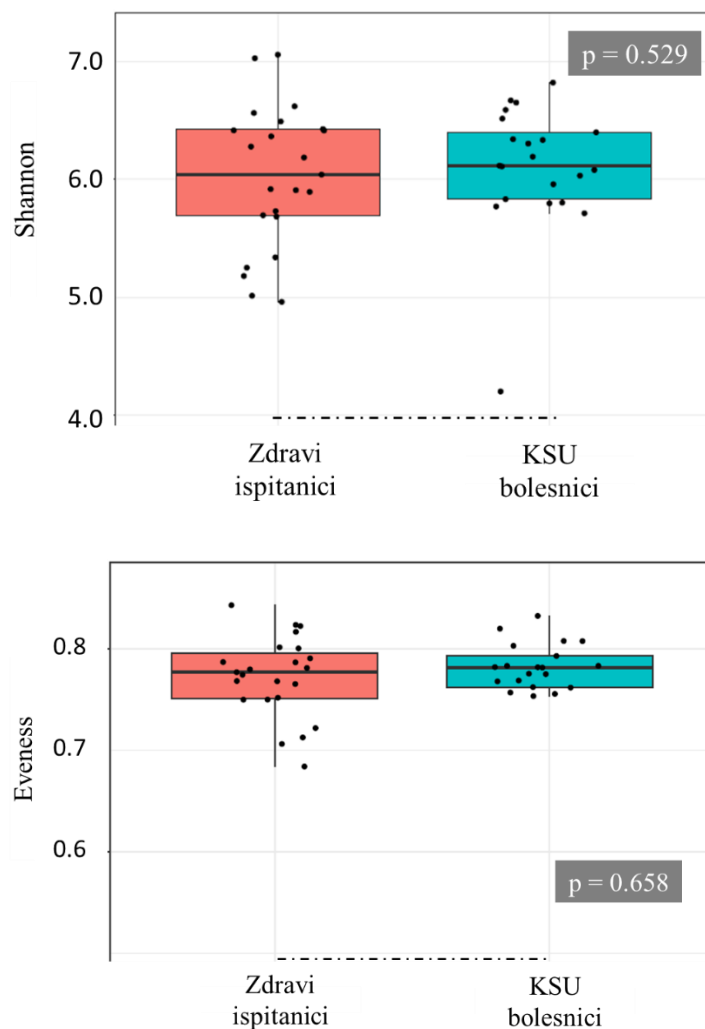 7.0
p = 0.529
6.0
Shannon
5.0
4.0
Zdravi
ispitanici
KSU
bolesnici
0.8
0.7
Eveness
0.6
p = 0.658
Zdravi
ispitanici
KSU
bolesnici